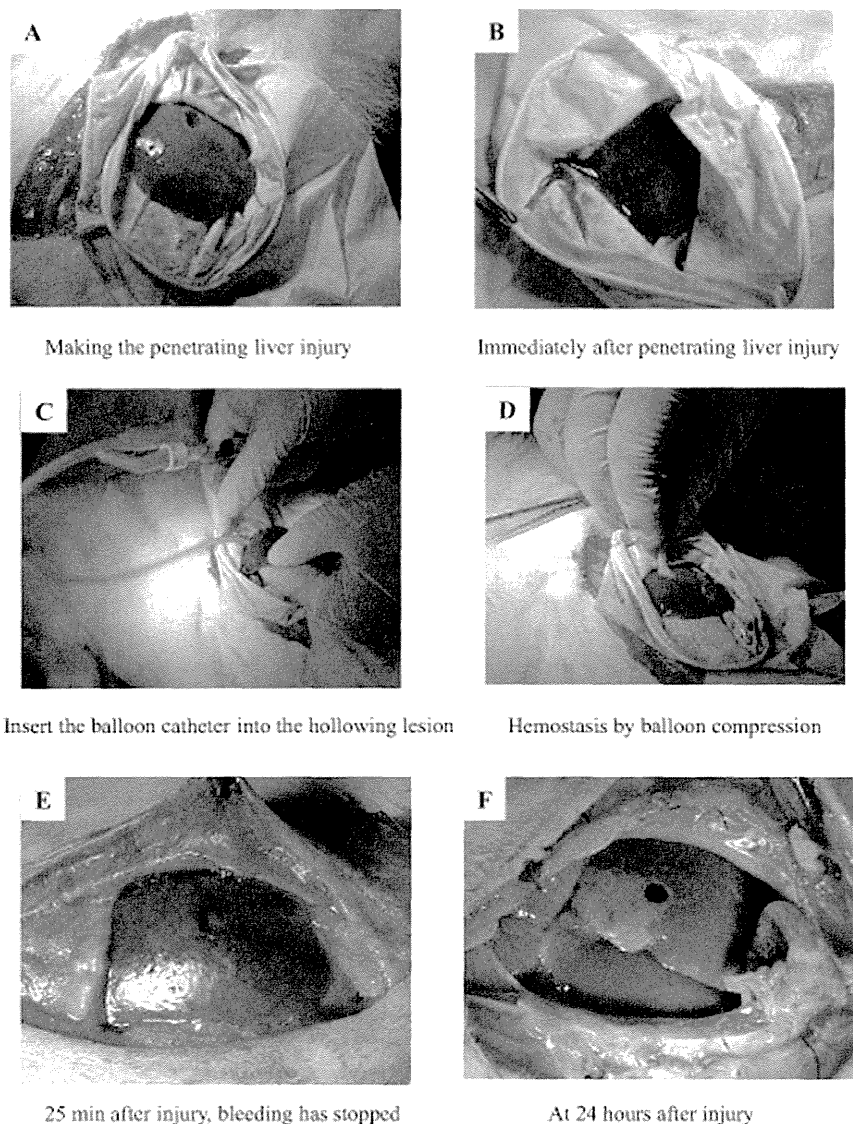 A
B
Making the penetrating liver injury
Immediately after penetrating liver injury
C
D
Insert the balloon catheter into the hollowing lesion
Hemostasis by balloon compression
E
F
25 min after injury, bleeding has stopped
At 24 hours after injury